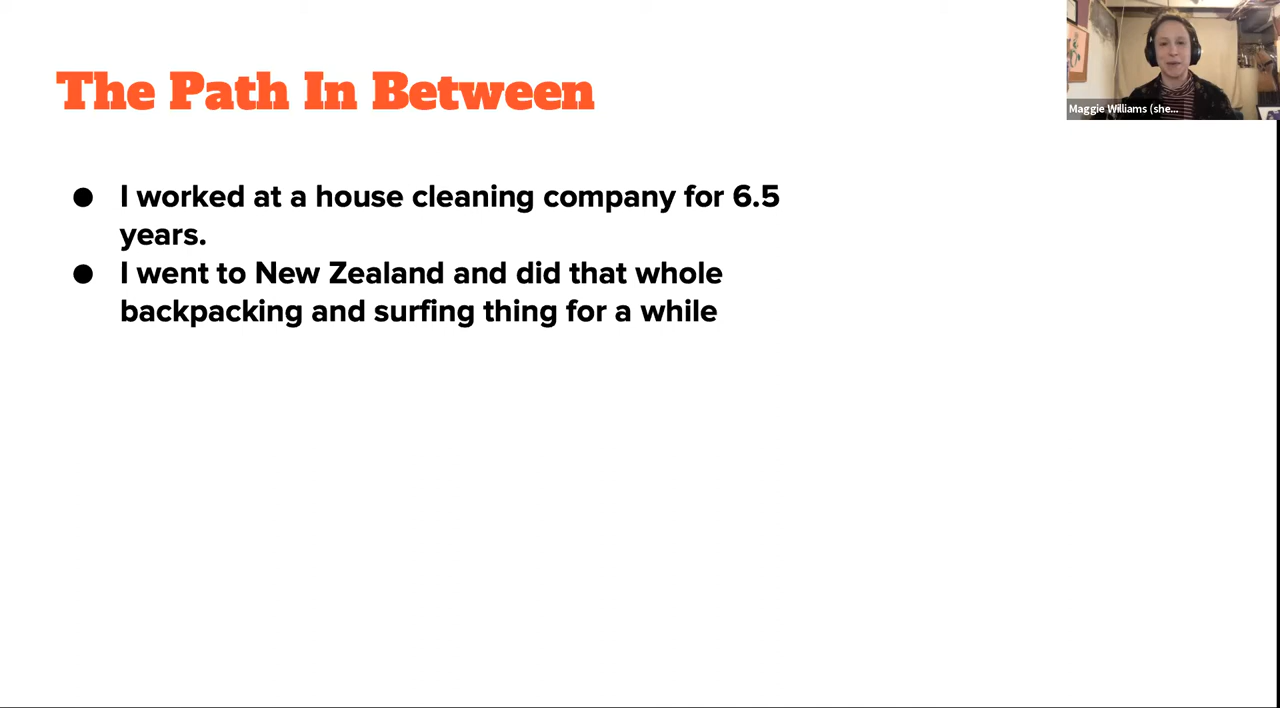 The Path In Between
Maggie Williams (she...
● I worked at a house cleaning company for 6.5
years.
● I went to New Zealand and did that whole
backpacking and surfing thing for a while